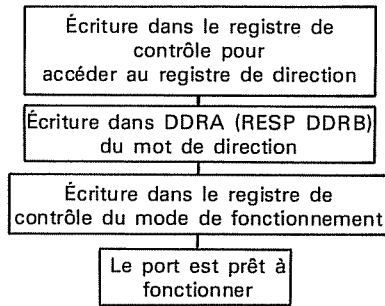 Écriture dans le registre de
contrôle pour
accéder au registre de direction
Écriture dans DDRA (RESP DDRB)
du mot de direction
Écriture dans le registre de
contrôle du mode de fonctionnement
Le port est prêt à
fonctionner